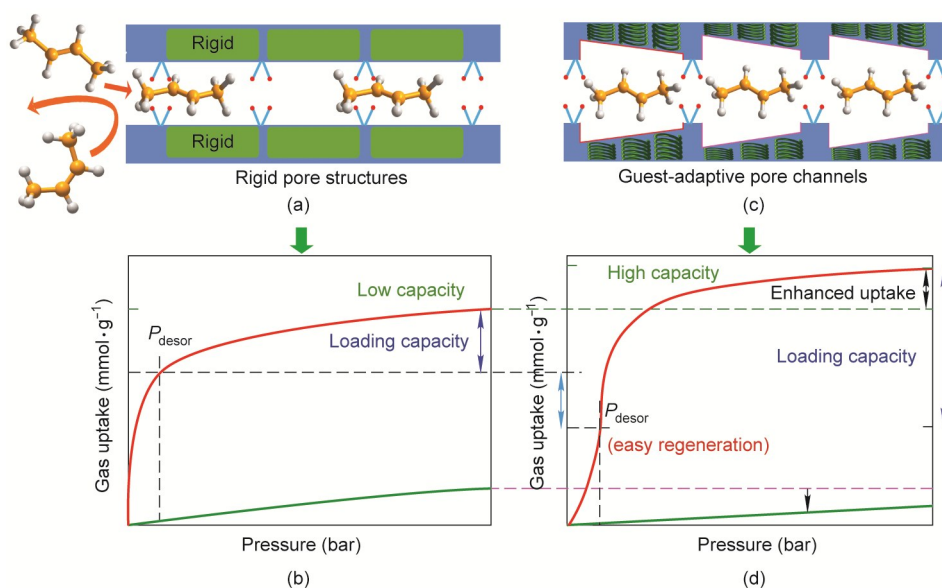 Rigid
Rigid
Rigid pore structures
(a)
Guest-adaptive pore channels
(c)
Gas uptake (mmol·g⁻¹)
Low capacity
Pdesor
Loading capacity
Pressure (bar)
(b)
Gas uptake (mmol·g⁻¹)
High capacity
Enhanced uptake
Loading capacity
Pdesor
(easy regeneration)
Pressure (bar)
(d)